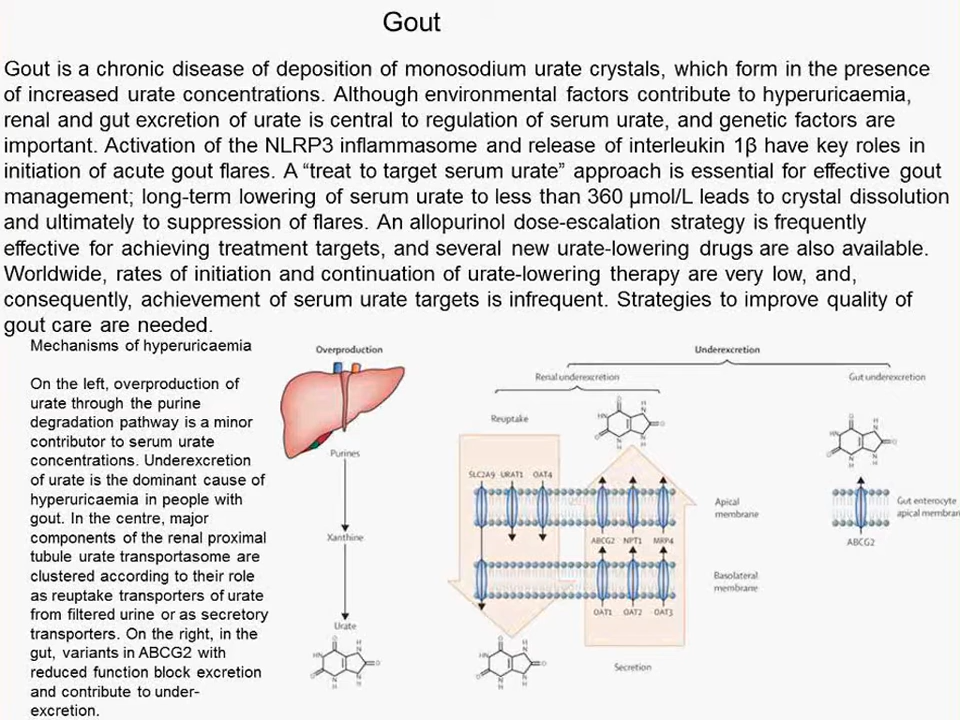 Gout
Gout is a chronic disease of deposition of monosodium urate crystals, which form in the presence
of increased urate concentrations. Although environmental factors contribute to hyperuricaemia,
renal and gut excretion of urate is central to regulation of serum urate, and genetic factors are
important. Activation of the NLRP3 inflammasome and release of interleukin 1β have key roles in
initiation of acute gout flares. A “treat to target serum urate” approach is essential for effective gout
management; long-term lowering of serum urate to less than 360 μmol/L leads to crystal dissolution
and ultimately to suppression of flares. An allopurinol dose-escalation strategy is frequently
effective for achieving treatment targets, and several new urate-lowering drugs are also available.
Worldwide, rates of initiation and continuation of urate-lowering therapy are very low, and,
consequently, achievement of serum urate targets is infrequent. Strategies to improve quality of
gout care are needed.
Mechanisms of hyperuricaemia
On the left, overproduction of
urate through the purine
degradation pathway is a minor
contributor to serum urate
concentrations. Underexcretion
of urate is the dominant cause of
hyperuricaemia in people with
gout. In the centre, major
components of the renal proximal
tubule urate transportasome are
clustered according to their role
as reuptake transporters of urate
from filtered urine or as secretory
transporters. On the right, in the
gut, variants in ABCG2 with
reduced function block excretion
and contribute to under-
excretion.
Overproduction
Purines
Xanthine
Urate
Underexcretion
Renal underexcretion
Gut underexcretion
Reuptake
SLC2A9 URAT1 OAT4
Apical
membrane
ABCG2 NPT1 MRP4
Basolateral
membrane
OAT1 OAT2 OAT3
Secretion
Gut enterocyte
apical membran
ABCG2